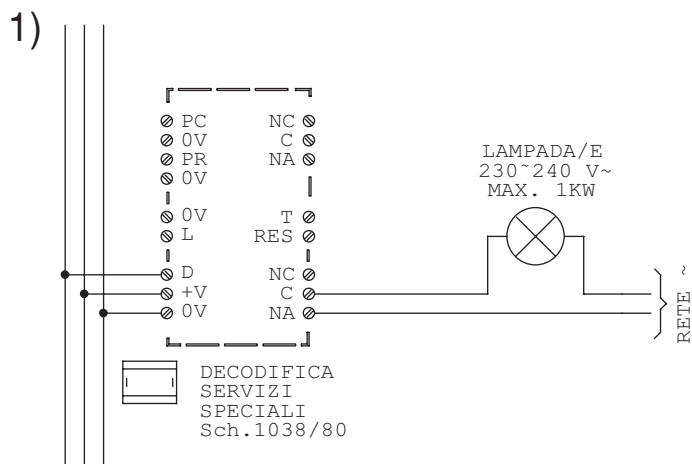 1)
PC NC
0V C
PR NA
0V
0V T
L RES
D NC
+V C
0V NA
LAMPADA/E
230~240 V~
MAX. 1KW
RETE ~
DECODIFICA
SERVIZI
SPECIALI
Sch.1038/80